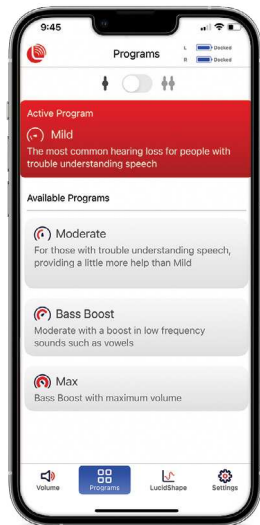 9:45
Programs
L Docked
R Docked
Active Program
Mild
The most common hearing loss for people with
trouble understanding speech
Available Programs
Moderate
For those with trouble understanding speech,
providing a little more help than Mild
Bass Boost
Moderate with a boost in low frequency
sounds such as vowels
Max
Bass Boost with maximum volume
Volume
Programs
LucidShape
Settings